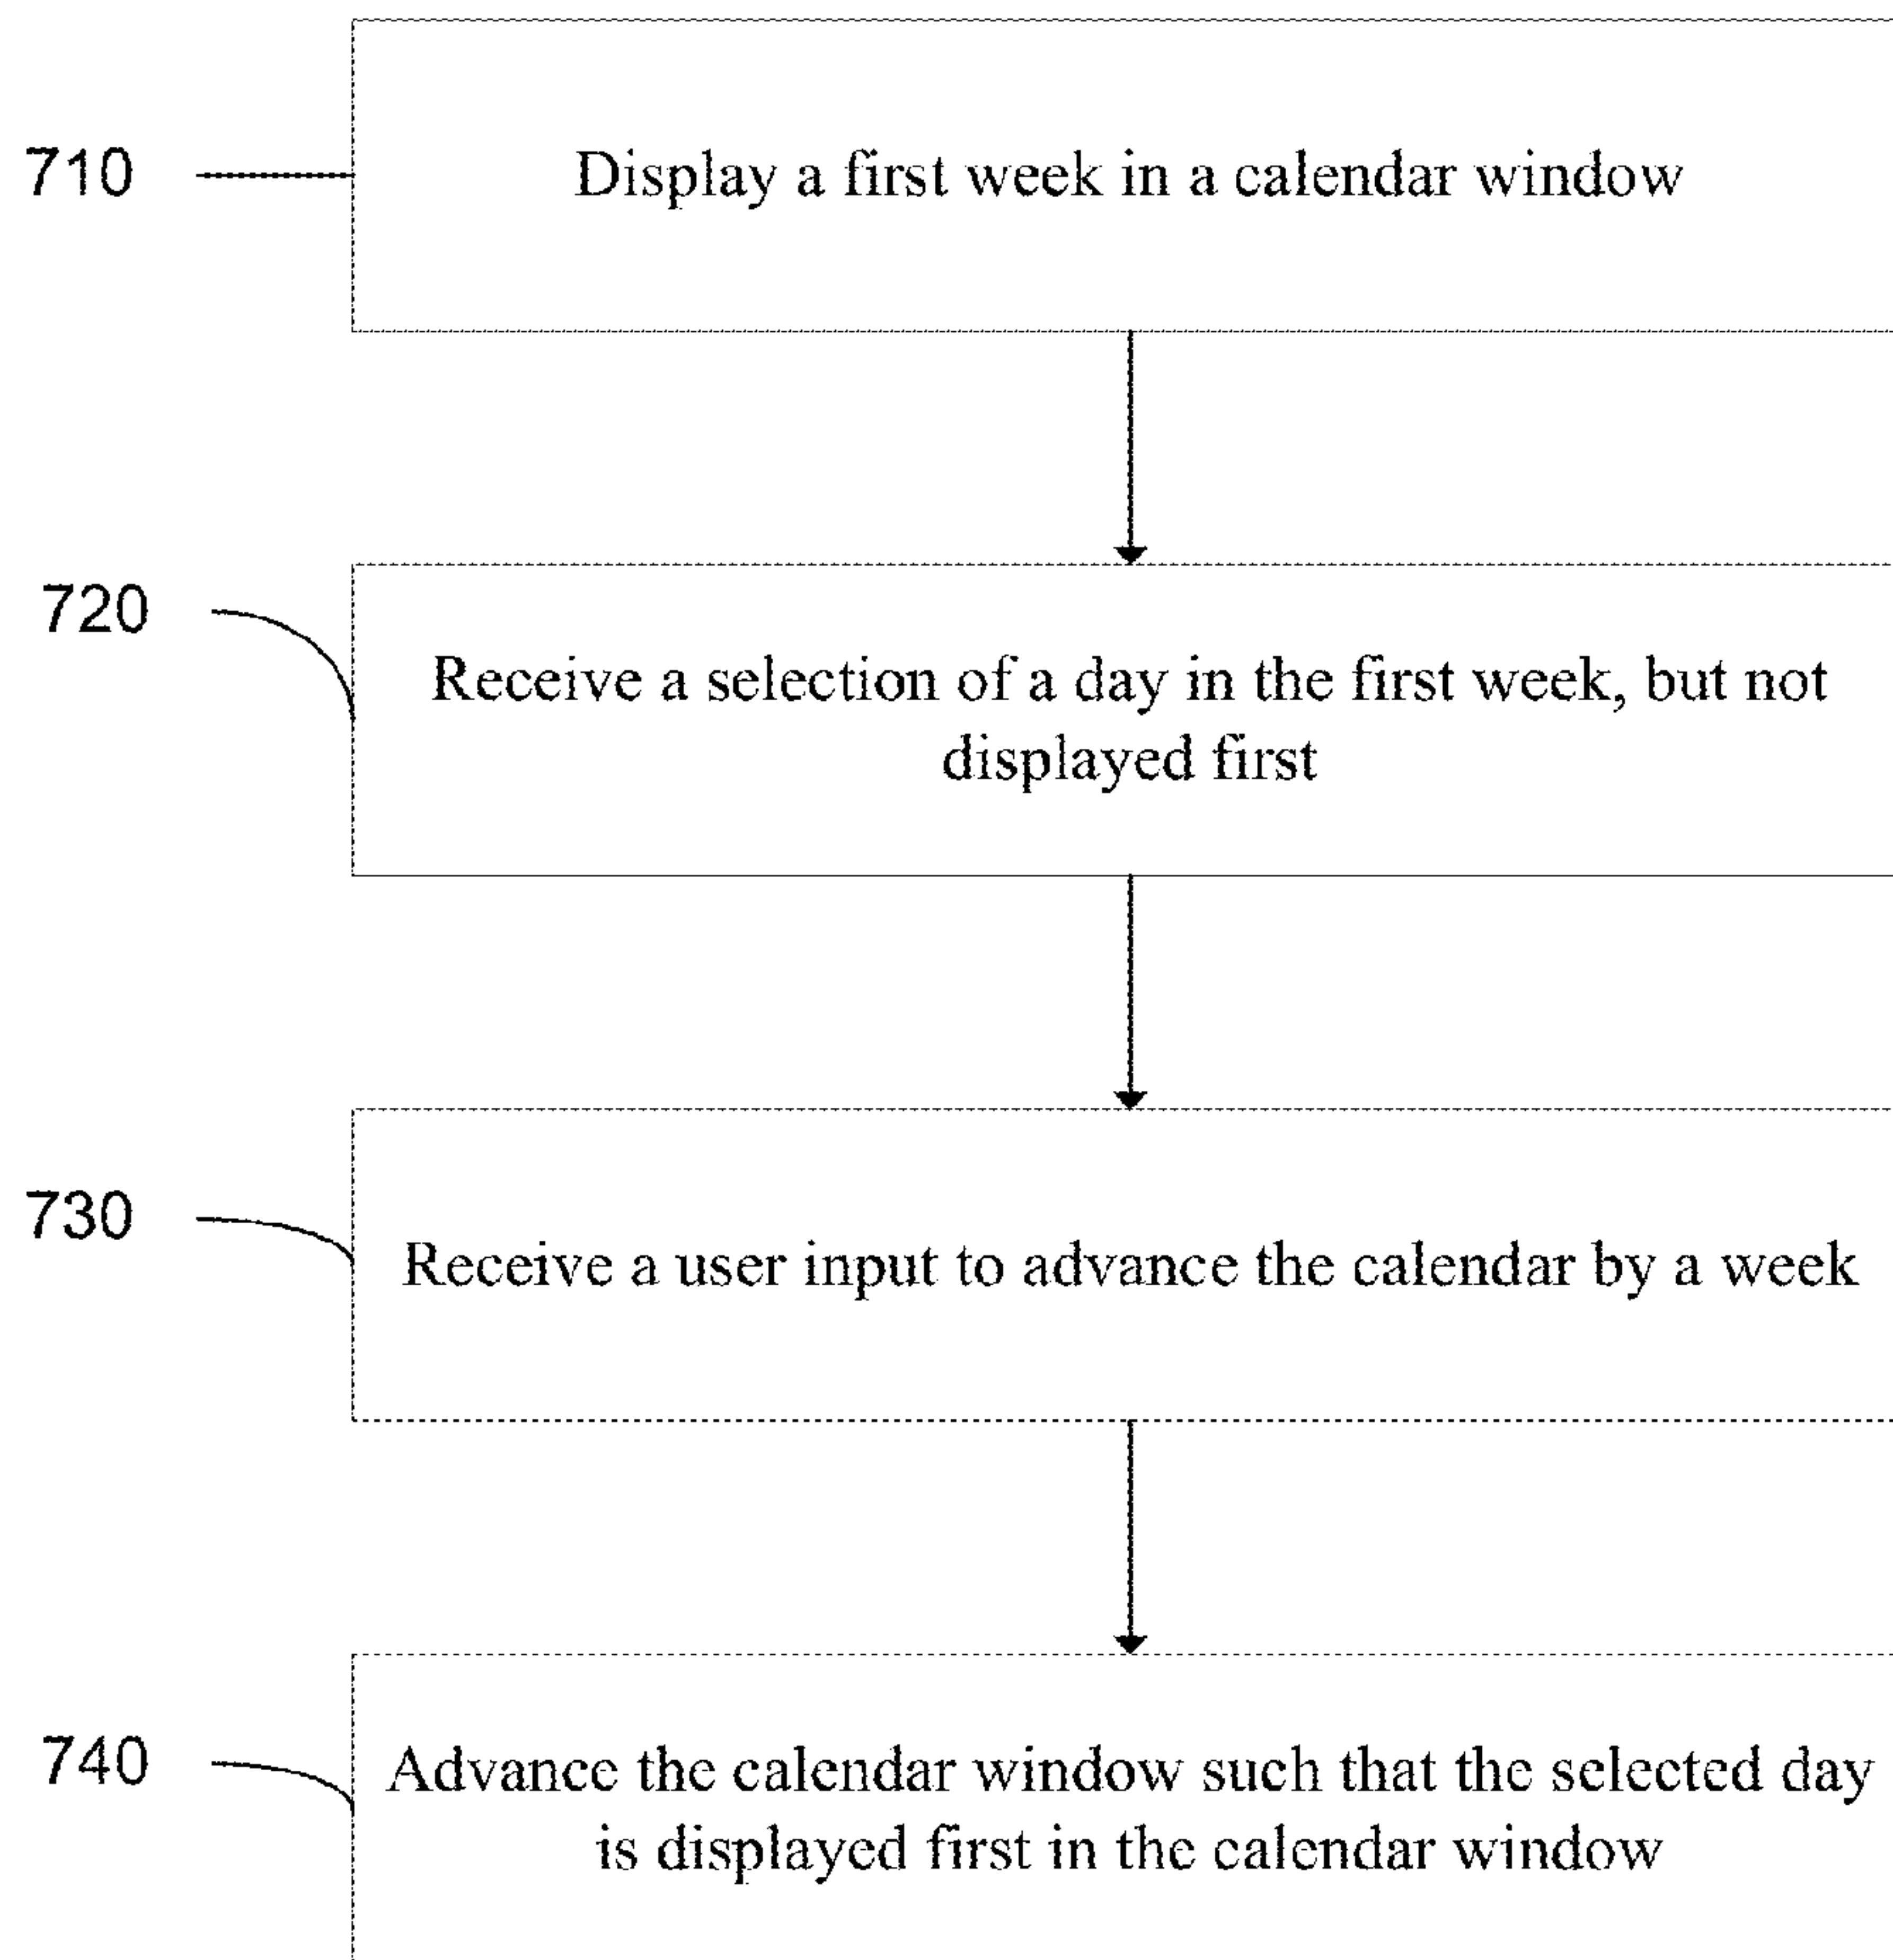 710
Display a first week in a calendar window
720
Receive a selection of a day in the first week, but not
displayed first
730
Receive a user input to advance the calendar by a week
740
Advance the calendar window such that the selected day
is displayed first in the calendar window